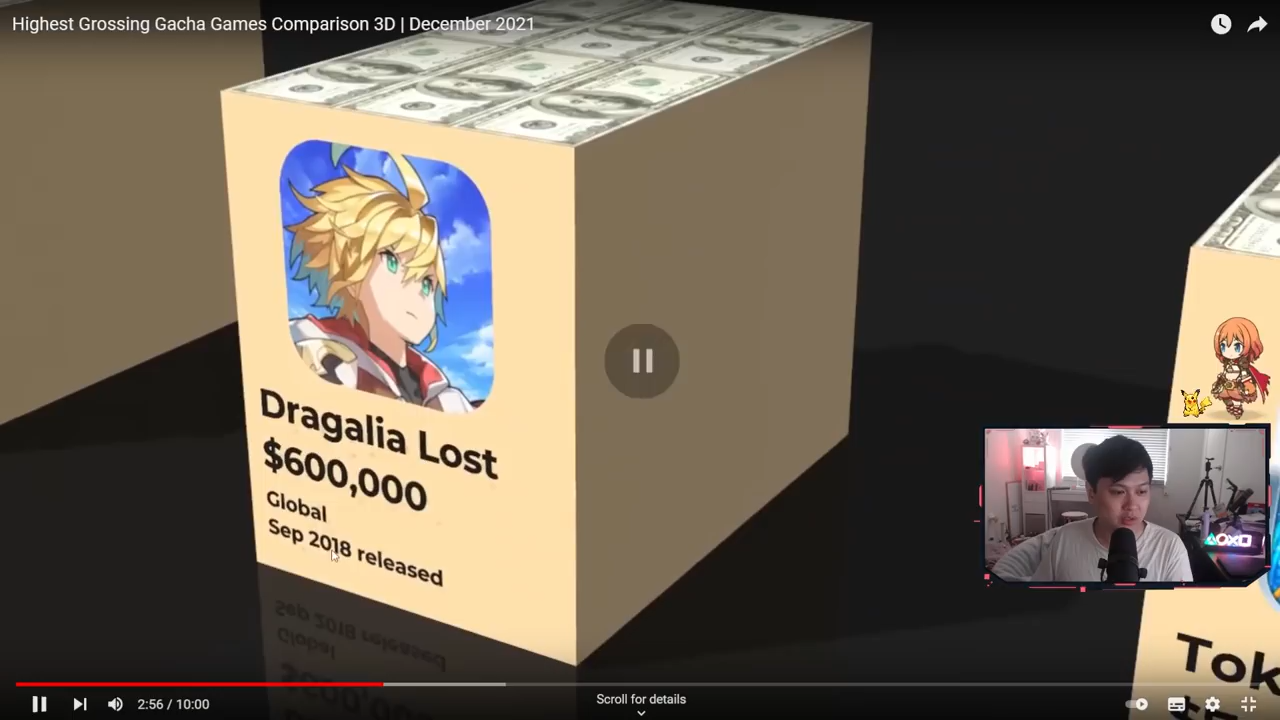 Highest Grossing Gacha Games Comparison 3D | December 2021
Dragalia Lost
$600,000
Global
Sep 2018 released
Tok
2:56 / 10:00
Scroll for details